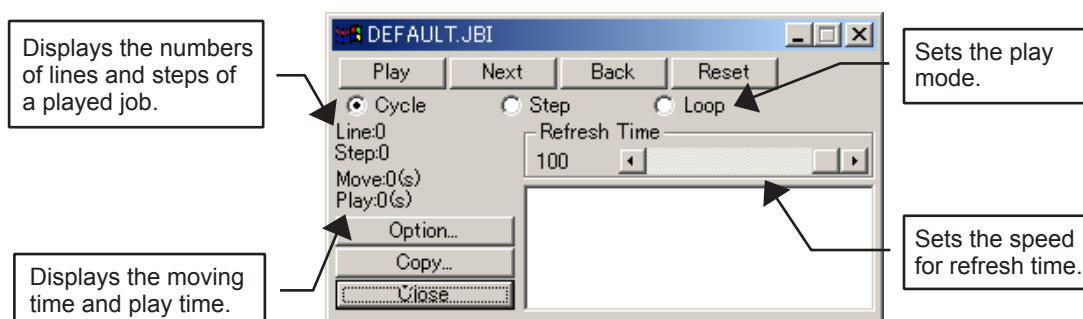 Displays the numbers
of lines and steps of
a played job.
DEFAULT.JBI
Play Next Back Reset
Cycle Step Loop
Line:0
Step:0
Move:0(s)
Play:0(s)
Refresh Time
100
Option...
Copy...
Close
Sets the play
mode.
Sets the speed
for refresh time.
Displays the moving
time and play time.